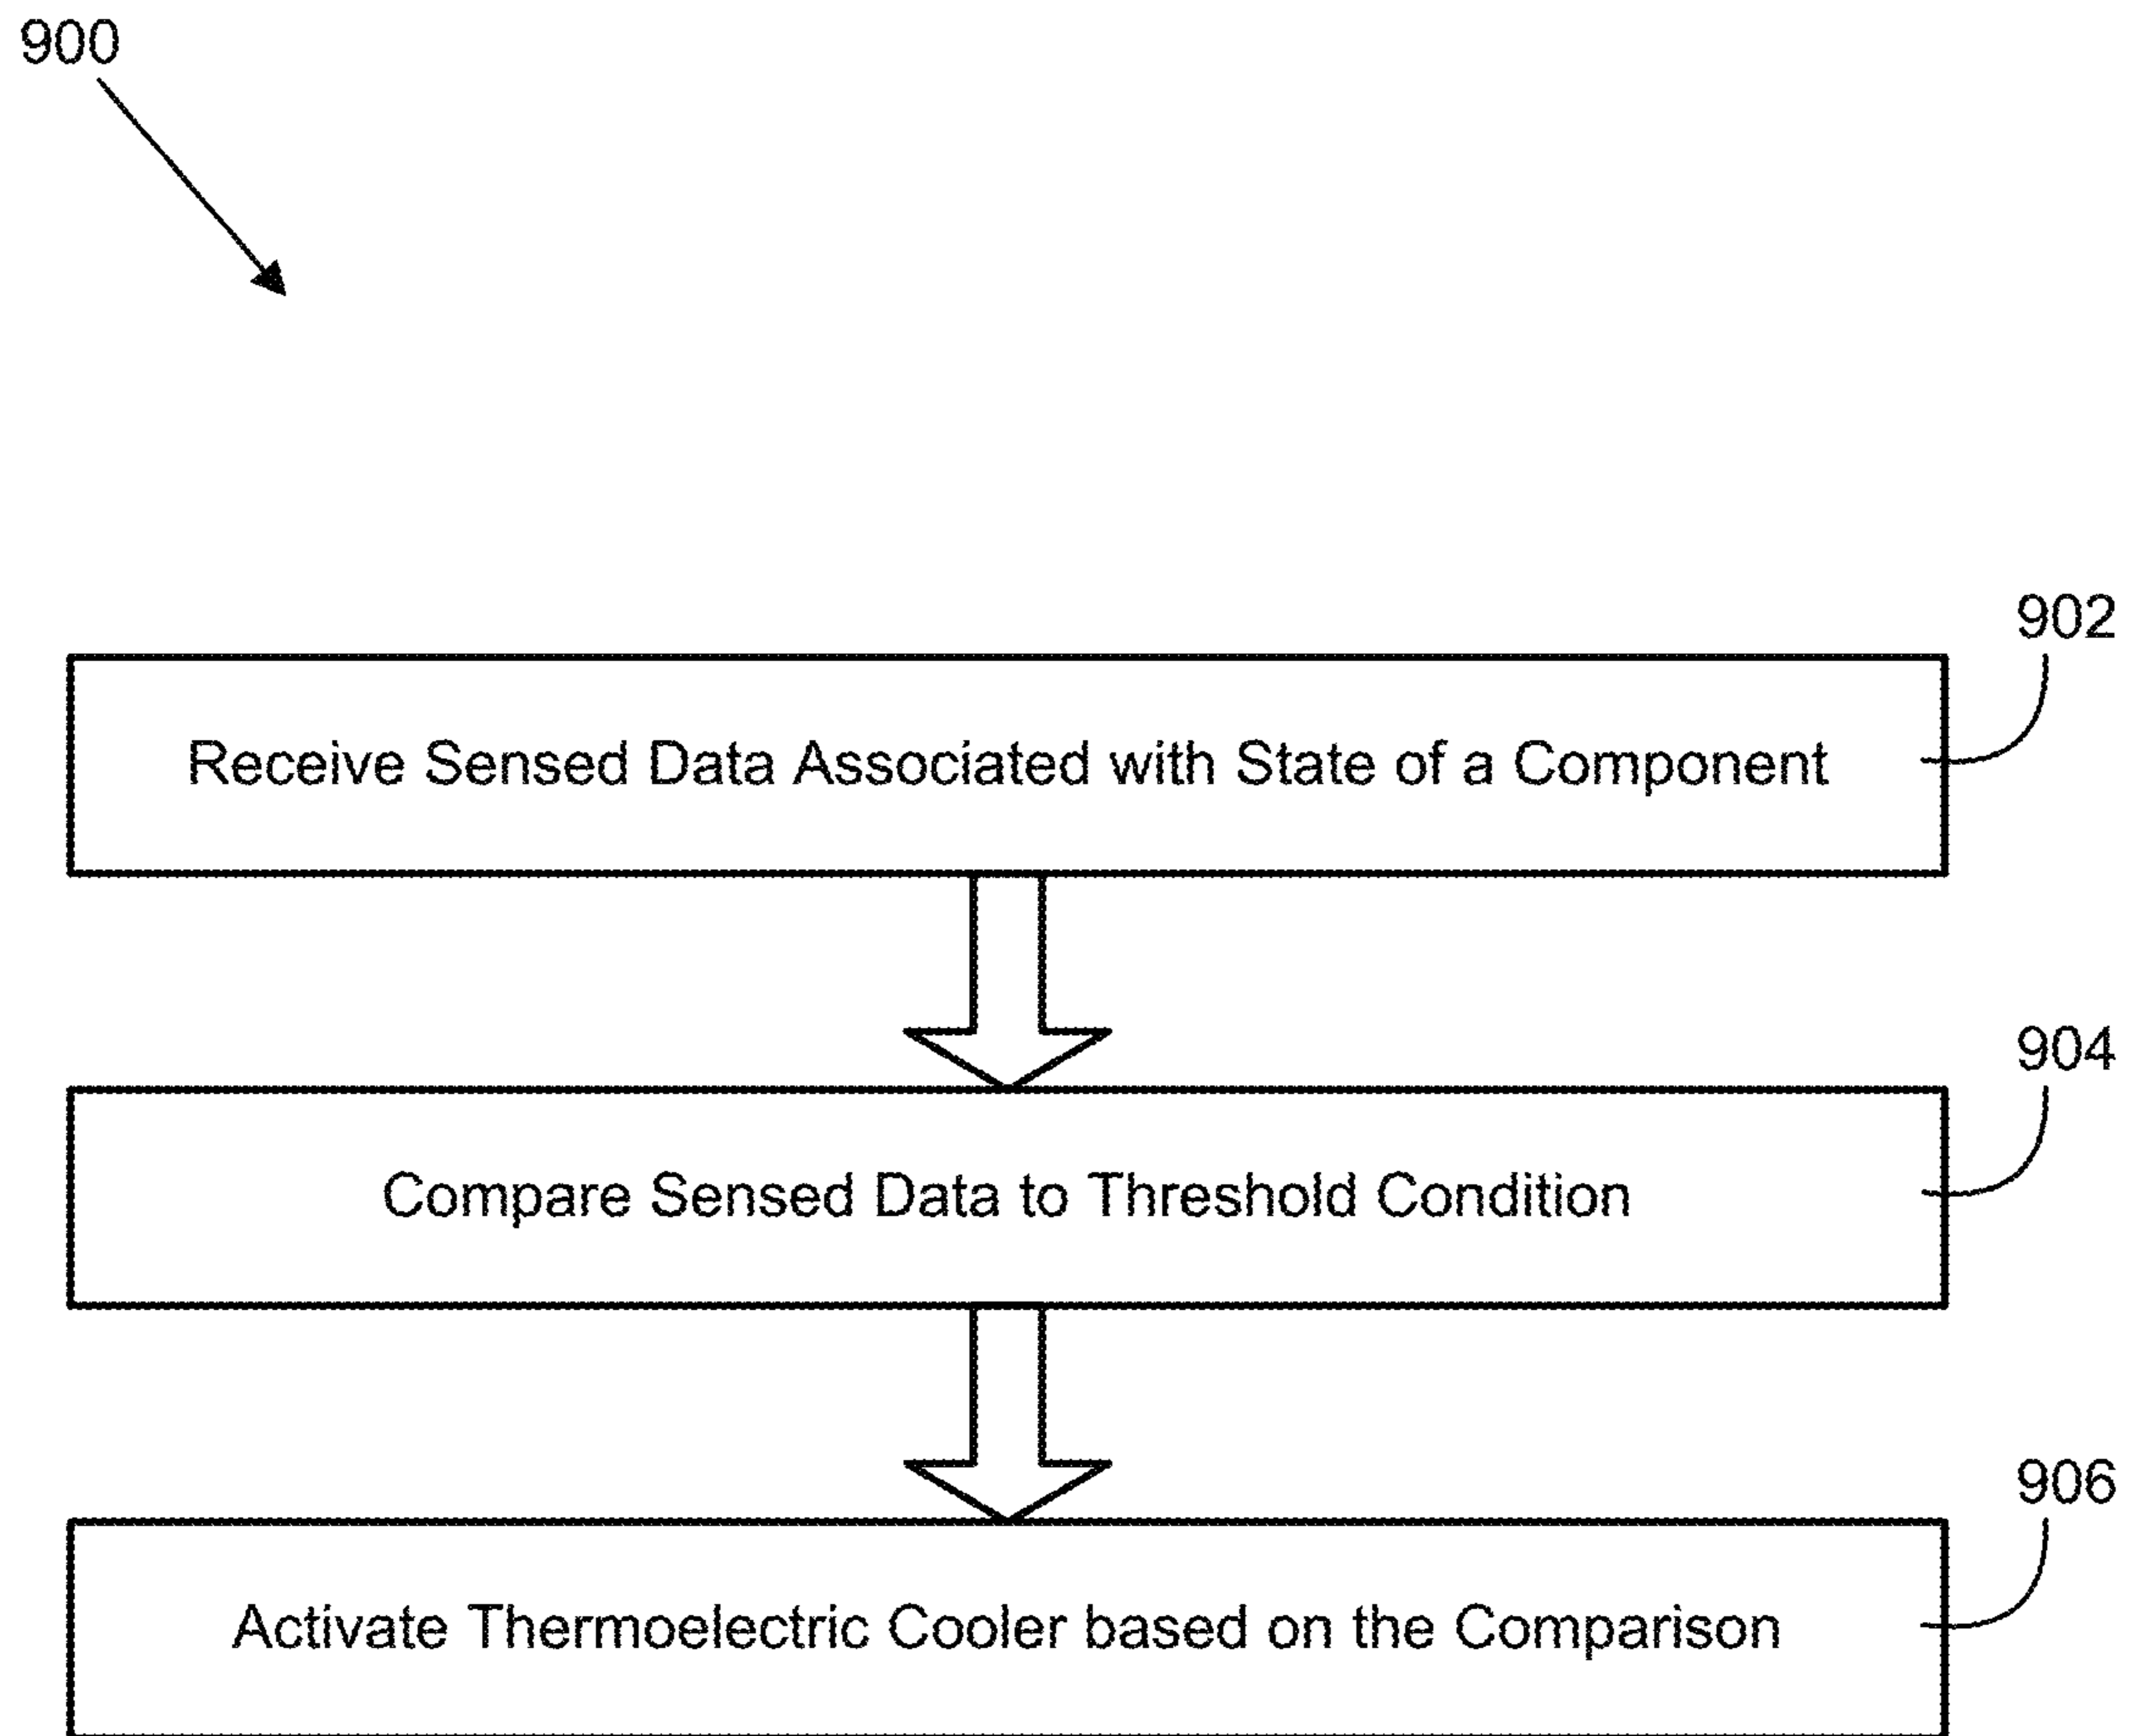 900
902
Receive Sensed Data Associated with State of a Component
904
Compare Sensed Data to Threshold Condition
906
Activate Thermoelectric Cooler based on the Comparison